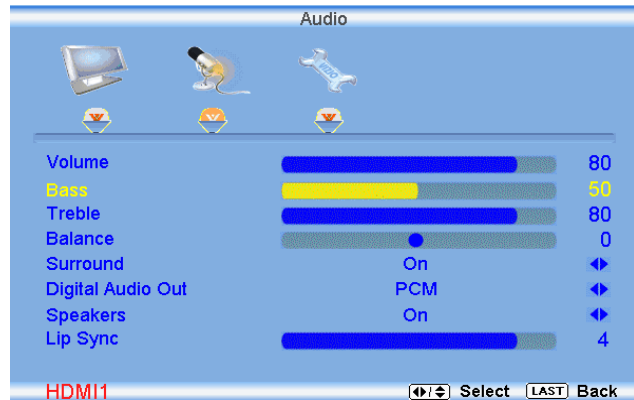 Audio
VIZIO
Volume 80
Bass 50
Treble 80
Balance 0
Surround On
Digital Audio Out PCM
Speakers On
Lip Sync 4
HDMI1 Select LAST Back